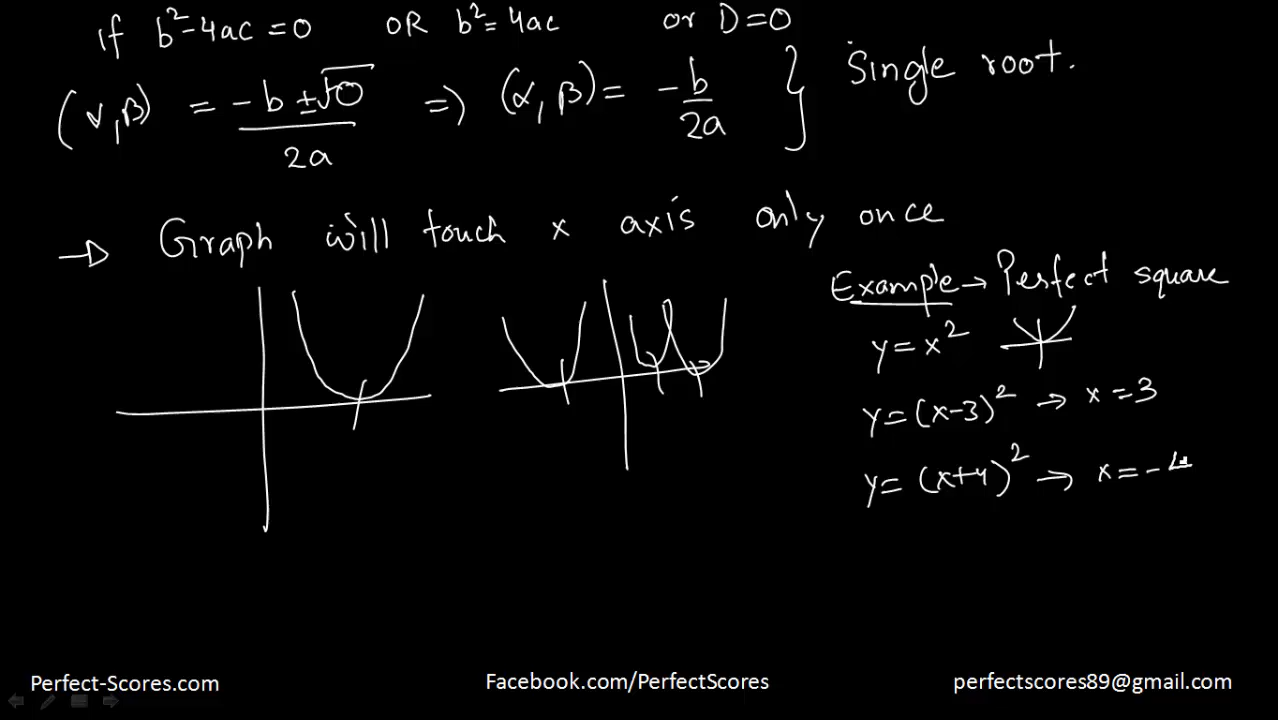 if b²-4ac=0 OR b²=4ac or D=0
(α,β) = -b ±√0 / 2a => (α,β)= -b/2a } Single root.
→ Graph will touch x axis only once
Example → Perfect square
y=x²
y=(x-3)² → x=3
y=(x+4)² → x=-4
Perfect-Scores.com Facebook.com/PerfectScores perfectscores89@gmail.com